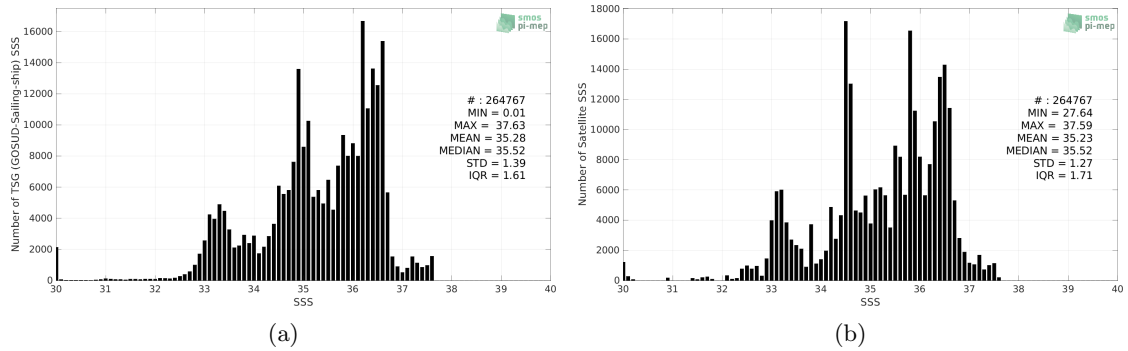 16000
14000
12000
10000
8000
6000
4000
2000
0
30 31 32 33 34 35 36 37 38 39 40
SSS
Number of TSG (GOSUD-Sailing-ship) SSS
smos
pi-mep
# : 264767
MIN = 0.01
MAX = 37.63
MEAN = 35.28
MEDIAN = 35.52
STD = 1.39
IQR = 1.61
(a)
18000
16000
14000
12000
10000
8000
6000
4000
2000
0
30 31 32 33 34 35 36 37 38 39 40
SSS
Number of Satellite SSS
smos
pi-mep
# : 264767
MIN = 27.64
MAX = 37.59
MEAN = 35.23
MEDIAN = 35.52
STD = 1.27
IQR = 1.71
(b)